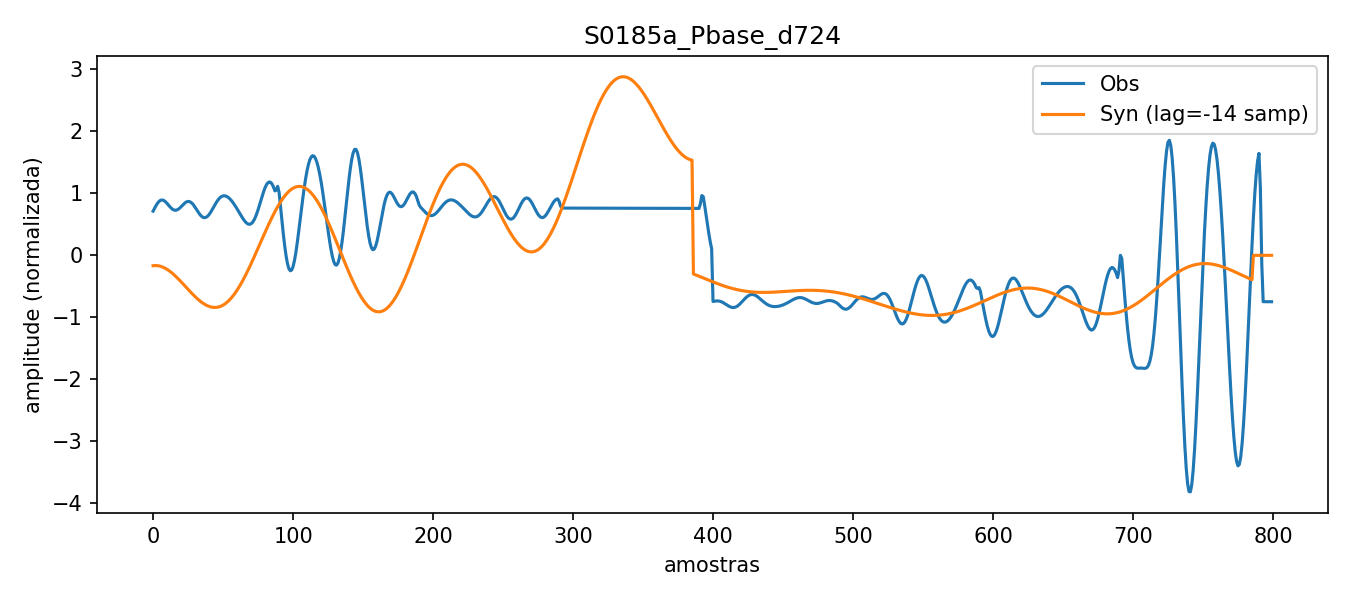 S0185a_Pbase_d724
Obs
Syn (lag=-14 samp)
amplitude (normalizada)
3
2
1
0
−1
−2
−3
−4
0 100 200 300 400 500 600 700 800
amostras